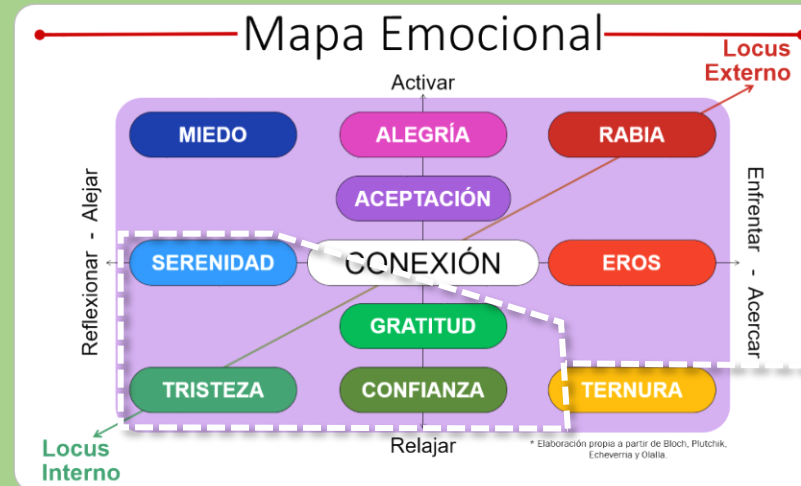 Mapa Emocional
Locus
Externo
Activar
MIEDO
ALEGRÍA
RABIA
ACEPTACIÓN
Reflexionar - Alejar
Enfrentar - Acercar
SERENIDAD
CONEXIÓN
EROS
GRATITUD
TRISTEZA
CONFIANZA
TERNURA
Relajar
* Elaboración propia a partir de Bloch, Plutchik,
Echeverria y Olalla.
Locus
Interno